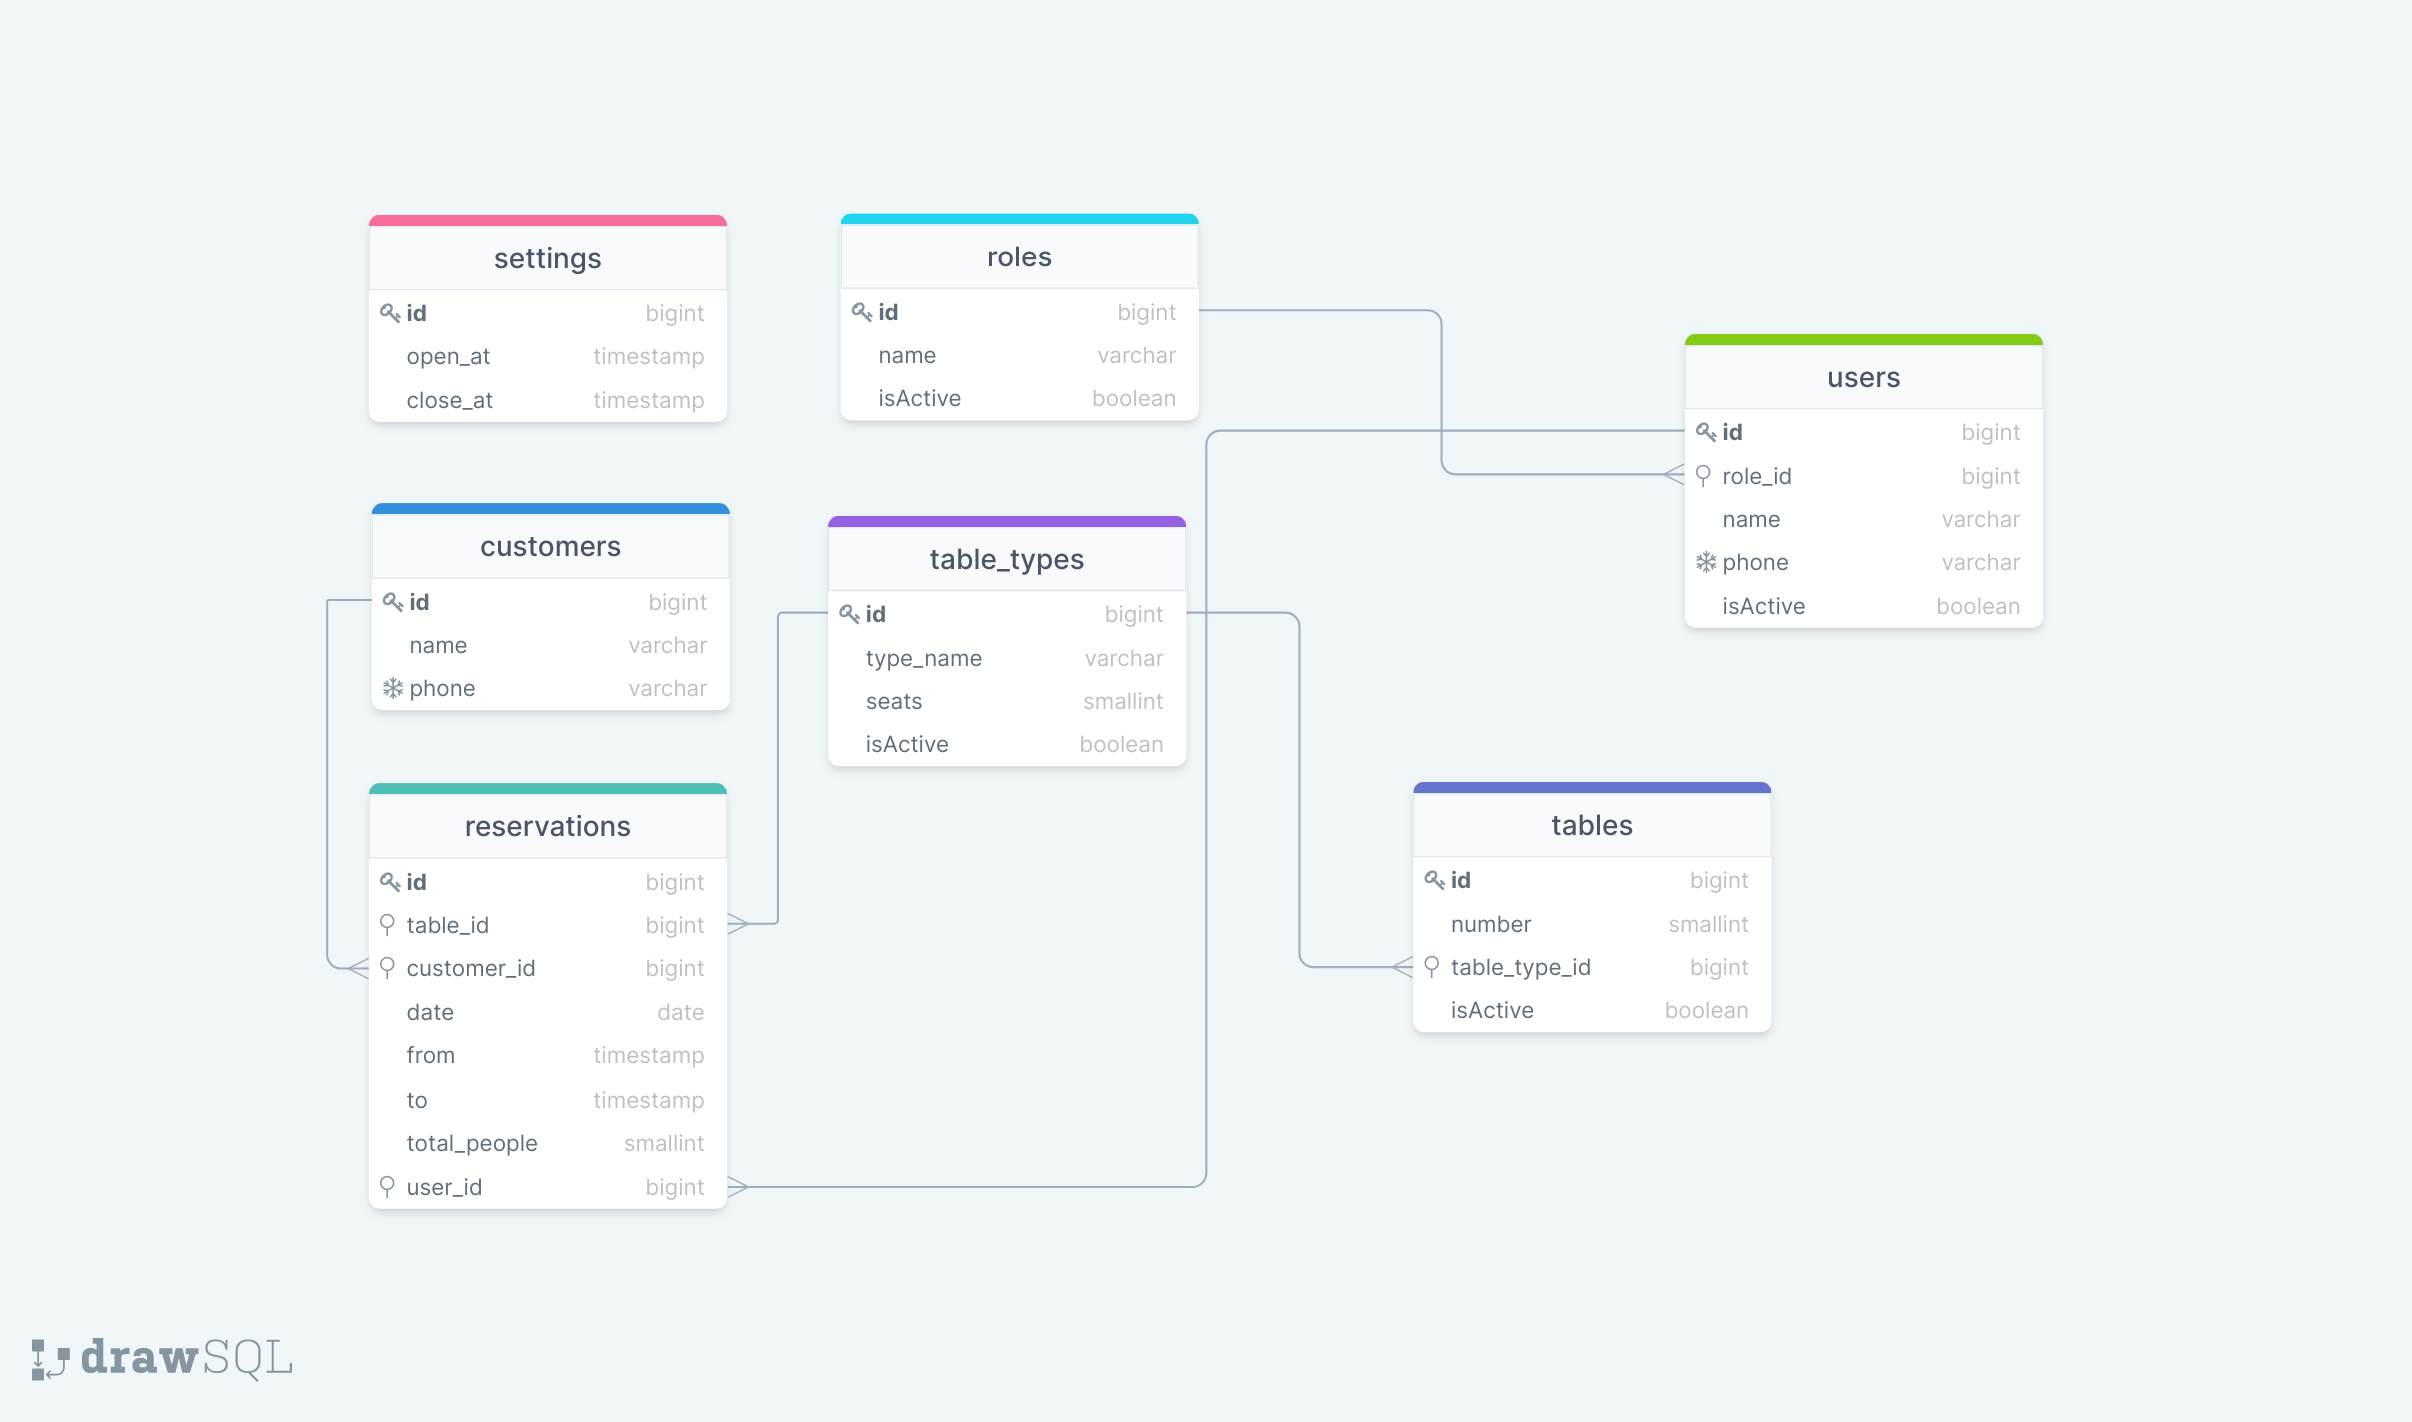 settings
id bigint
open_at timestamp
close_at timestamp
roles
id bigint
name varchar
isActive boolean
users
id bigint
role_id bigint
name varchar
phone varchar
isActive boolean
customers
id bigint
name varchar
phone varchar
table_types
id bigint
type_name varchar
seats smallint
isActive boolean
reservations
id bigint
table_id bigint
customer_id bigint
date date
from timestamp
to timestamp
total_people smallint
user_id bigint
tables
id bigint
number smallint
table_type_id bigint
isActive boolean
drawSQL